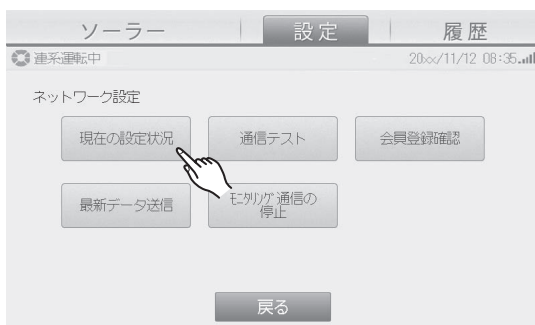 ソーラー 設定 履歴
連系運転中 20xx/11/12 08:35
ネットワーク設定
現在の設定状況 通信テスト 会員登録確認
最新データ送信 ﾓﾆﾀﾘﾝｸﾞ通信の
停止
戻る